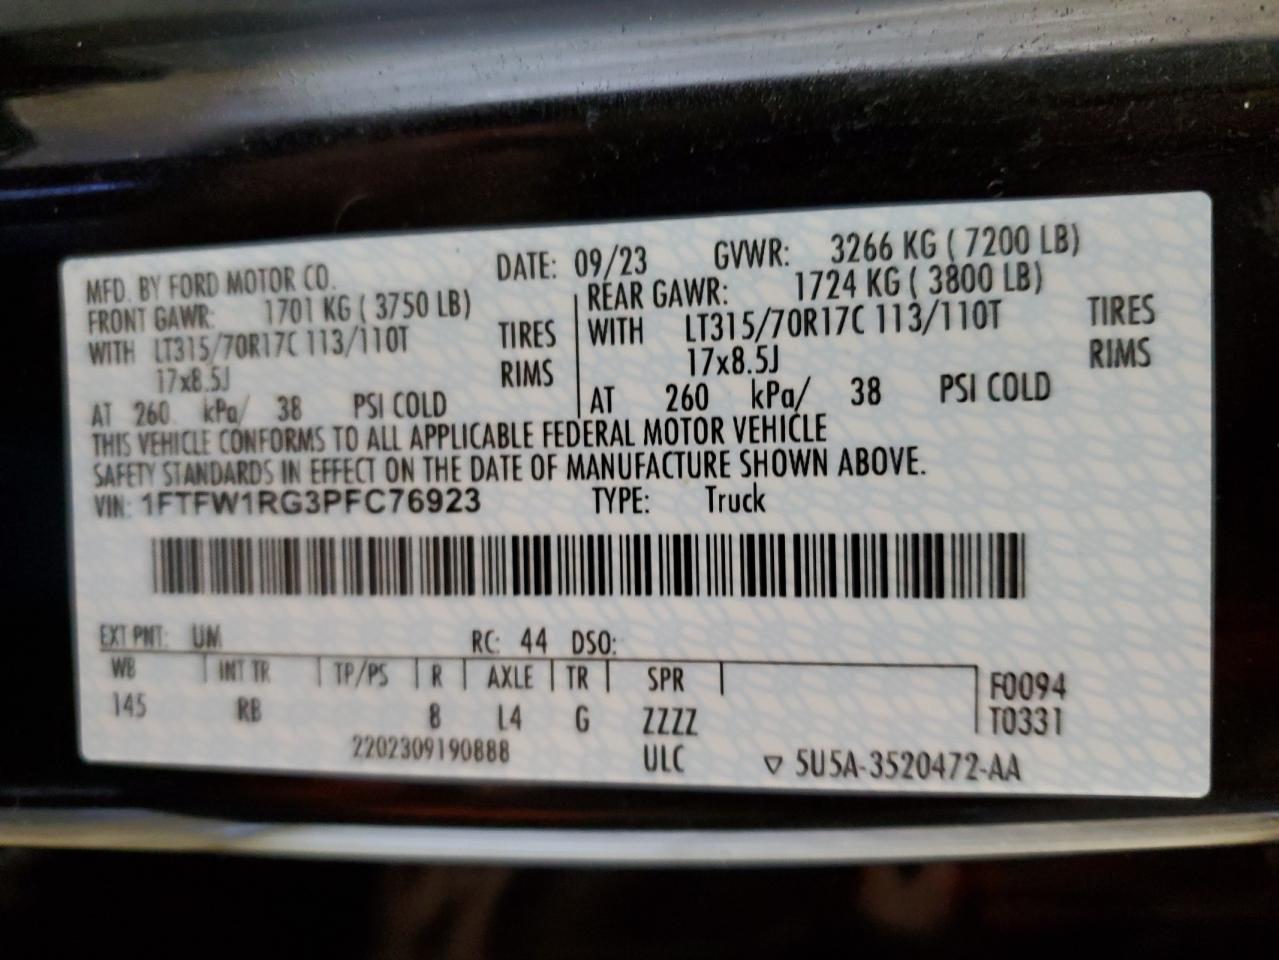 MFD. BY FORD MOTOR CO. DATE: 09/23 GVWR: 3266 KG ( 7200 LB)
FRONT GAWR: 1701 KG ( 3750 LB) REAR GAWR: 1724 KG ( 3800 LB)
WITH LT315/70R17C 113/110T TIRES WITH LT315/70R17C 113/110T TIRES
17x8.5J RIMS 17x8.5J RIMS
AT 260 kPa/ 38 PSI COLD AT 260 kPa/ 38 PSI COLD
THIS VEHICLE CONFORMS TO ALL APPLICABLE FEDERAL MOTOR VEHICLE
SAFETY STANDARDS IN EFFECT ON THE DATE OF MANUFACTURE SHOWN ABOVE.
VIN: 1FTFW1RG3PFC76923 TYPE: Truck
EXT PNT: UM RC: 44 DSO:
WB INT TR TP/PS R AXLE TR SPR F0094
145 RB 8 L4 G ZZZZ T0331
2202309190888 ULC ▽ 5U5A-3520472-AA